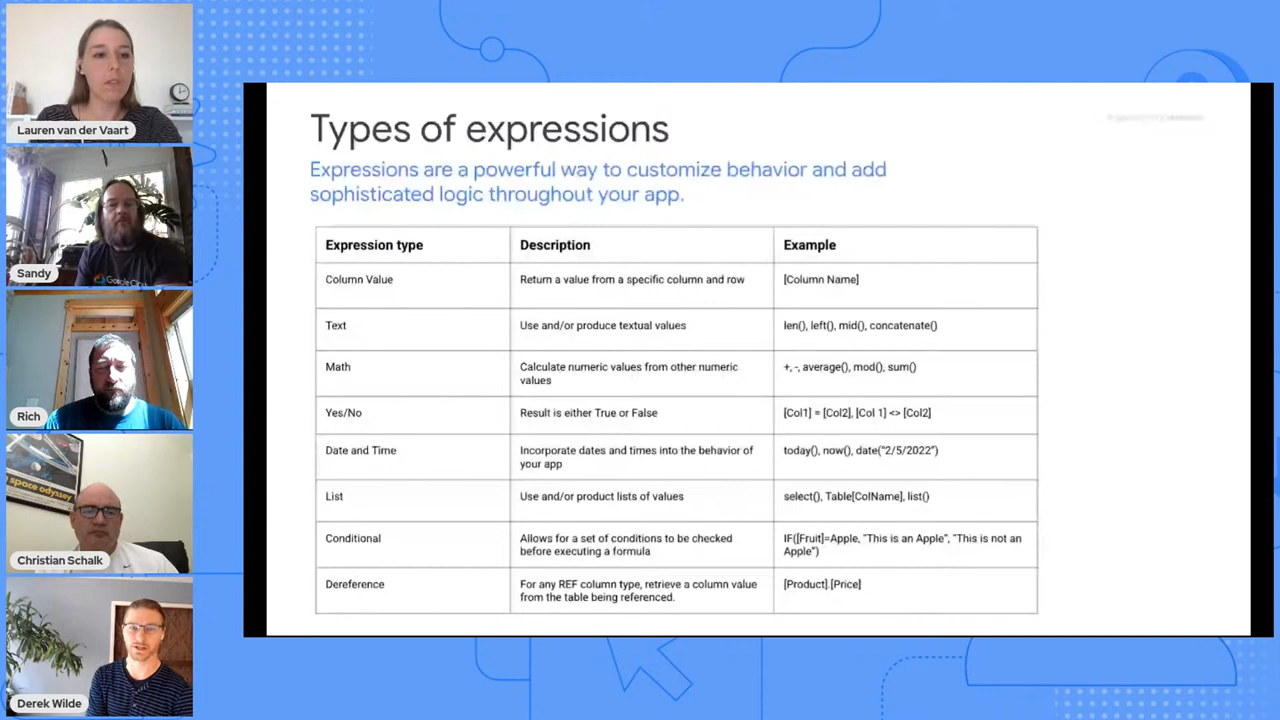 Lauren van der Vaart
Sandy
Google Cloud
Rich
space odyssey
Christian Schalk
Derek Wilde
Types of expressions
Expressions are a powerful way to customize behavior and add
sophisticated logic throughout your app.
Expression type Description Example
Column Value Return a value from a specific column and row [Column Name]
Text Use and/or produce textual values len(), left(), mid(), concatenate()
Math Calculate numeric values from other numeric
values +, -, average(), mod(), sum()
Yes/No Result is either True or False [Col1] = [Col2], [Col 1] <> [Col2]
Date and Time Incorporate dates and times into the behavior of
your app today(), now(), date("2/5/2022")
List Use and/or product lists of values select(), Table[ColName], list()
Conditional Allows for a set of conditions to be checked
before executing a formula IF([Fruit]=Apple, "This is an Apple", "This is not an
Apple")
Dereference For any REF column type, retrieve a column value
from the table being referenced. [Product].[Price]